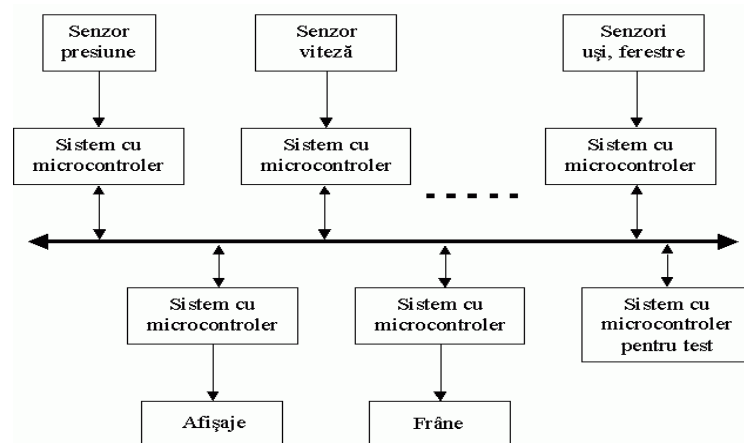 Senzor
presiune
Senzor
viteză
Senzori
uşi, ferestre
Sistem cu
microcontroler
Sistem cu
microcontroler
Sistem cu
microcontroler
Sistem cu
microcontroler
Sistem cu
microcontroler
Sistem cu
microcontroler
pentru test
Afişaje
Frâne